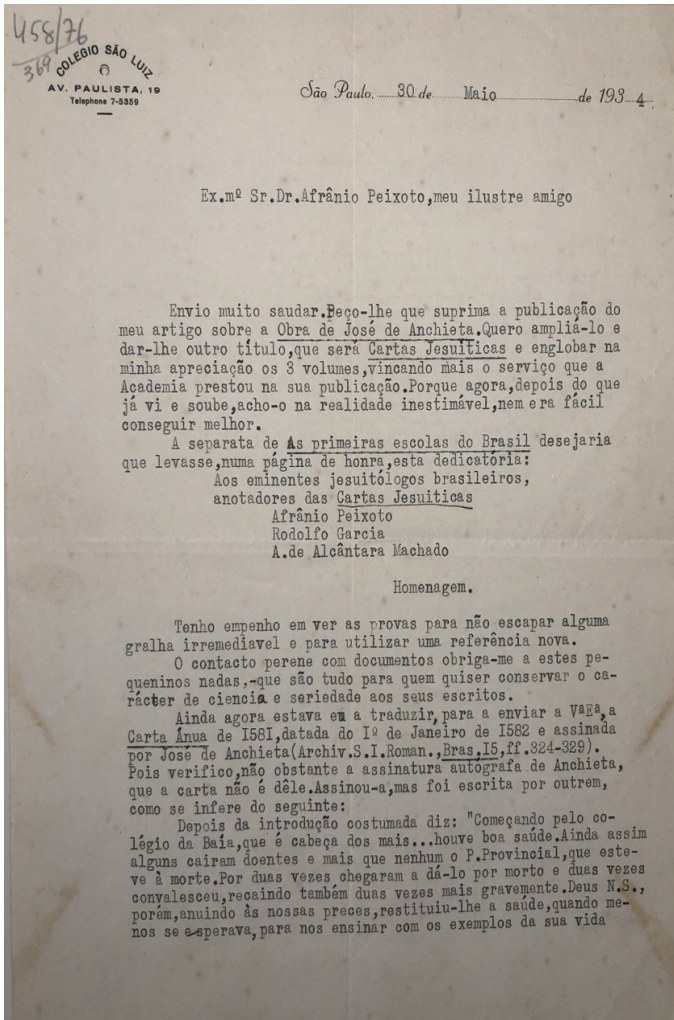 458/76
369
COLEGIO SÃO LUIZ
AV. PAULISTA, 19
Telephone 7-5359
São Paulo, 30 de Maio de 1934
Ex.mº Sr.Dr.Afrânio Peixoto,meu ilustre amigo
Envio muito saudar.Peço-lhe que suprima a publicação do
meu artigo sobre a Obra de José de Anchieta.Quero ampliá-lo e
dar-lhe outro título,que será Cartas Jesuíticas e englobar na
minha apreciação os 3 volumes,vincando mais o serviço que a
Academia prestou na sua publicação.Porque agora,depois do que
já vi e soube,acho-o na realidade inestimável,nem era fácil
conseguir melhor.
A separata de As primeiras escolas do Brasil desejaria
que levasse,numa página de honra,esta dedicatória:
Aos eminentes jesuitólogos brasileiros,
anotadores das Cartas Jesuiticas
Afrânio Peixoto
Rodolfo Garcia
A.de Alcântara Machado
Homenagem.
Tenho empenho em ver as provas para não escapar alguma
gralha irremediavel e para utilizar uma referência nova.
O contacto perene com documentos obriga-me a estes pe-
queninos nadas,-que são tudo para quem quiser conservar o ca-
rácter de ciencia e seriedade aos seus escritos.
Ainda agora estava eu a traduzir,para a enviar a VªEª,a
Carta Ánua de I58I,datada do Iº de Janeiro de I582 e assinada
por José de Anchieta(Archiv.S.I.Roman.,Bras.I5,ff.324-329).
Pois verifico,não obstante a assinatura autógrafa de Anchieta,
que a carta não é dêle.Assinou-a,mas foi escrita por outrem,
como se infere do seguinte:
Depois da introdução costumada diz: "Começando pelo co-
légio da Baía,que é cabeça dos mais...houve boa saúde.Ainda assim
alguns cairam doentes e mais que nenhum o P.Provincial,que este-
ve à morte.Por duas vezes chegaram a dá-lo por morto e duas vezes
convalesceu,recaindo também duas vezes mais gravemente.Deus N.S.,
porém,anuindo às nossas preces,restituiu-lhe a saúde,quando me-
nos se esperava,para nos ensinar com os exemplos da sua vida